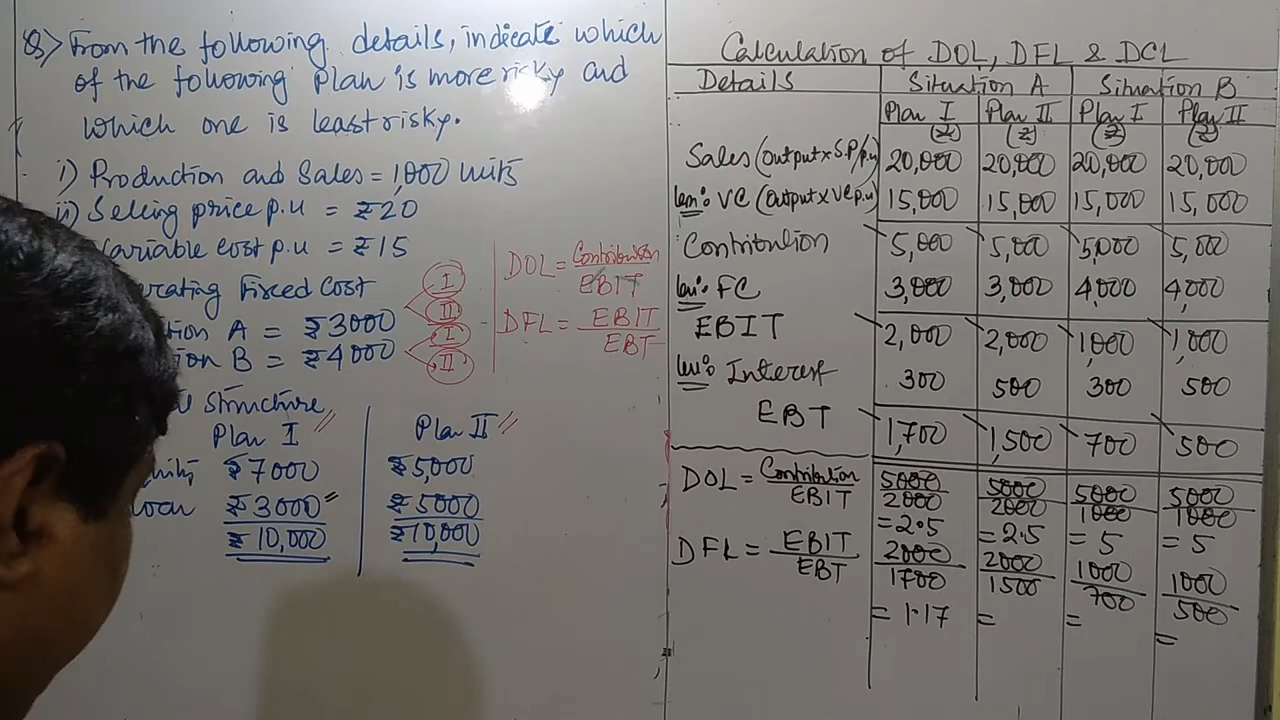 Q) From the following details, indicate which
of the following Plan is more risky and
which one is least risky.
i) Production and Sales = 1,000 units
ii) Selling price p.u = ₹20
Variable cost p.u = ₹15
rating Fixed Cost
tion A = ₹3000
ion B = ₹4000
I
II
I
II
DOL = Contribution
EBIT
DFL = EBIT
EBT
Structure
Plan I Plan II
quity ₹7000 ₹5,000
Loan ₹3000 ₹5000
₹10,000 ₹10,000
Calculation of DOL, DFL & DCL
Details Situation A Situation B
Plan I Plan II Plan I Plan II
(₹) (₹) (₹) (₹)
Sales (Output x S.P/p.u) 20,000 20,000 20,000 20,000
Less: VC (Output x VC p.u) 15,000 15,000 15,000 15,000
Contribution 5,000 5,000 5,000 5,000
Less: FC 3,000 3,000 4,000 4,000
EBIT 2,000 2,000 1,000 1,000
Less: Interest 300 500 300 500
EBT 1,700 1,500 700 500
DOL = Contribution 5000 5000 5000 5000
EBIT 2000 2000 1000 1000
= 2.5 = 2.5 = 5 = 5
DFL = EBIT 2000 2000 1000 1000
EBT 1700 1500 700 500
= 1.17 = = =